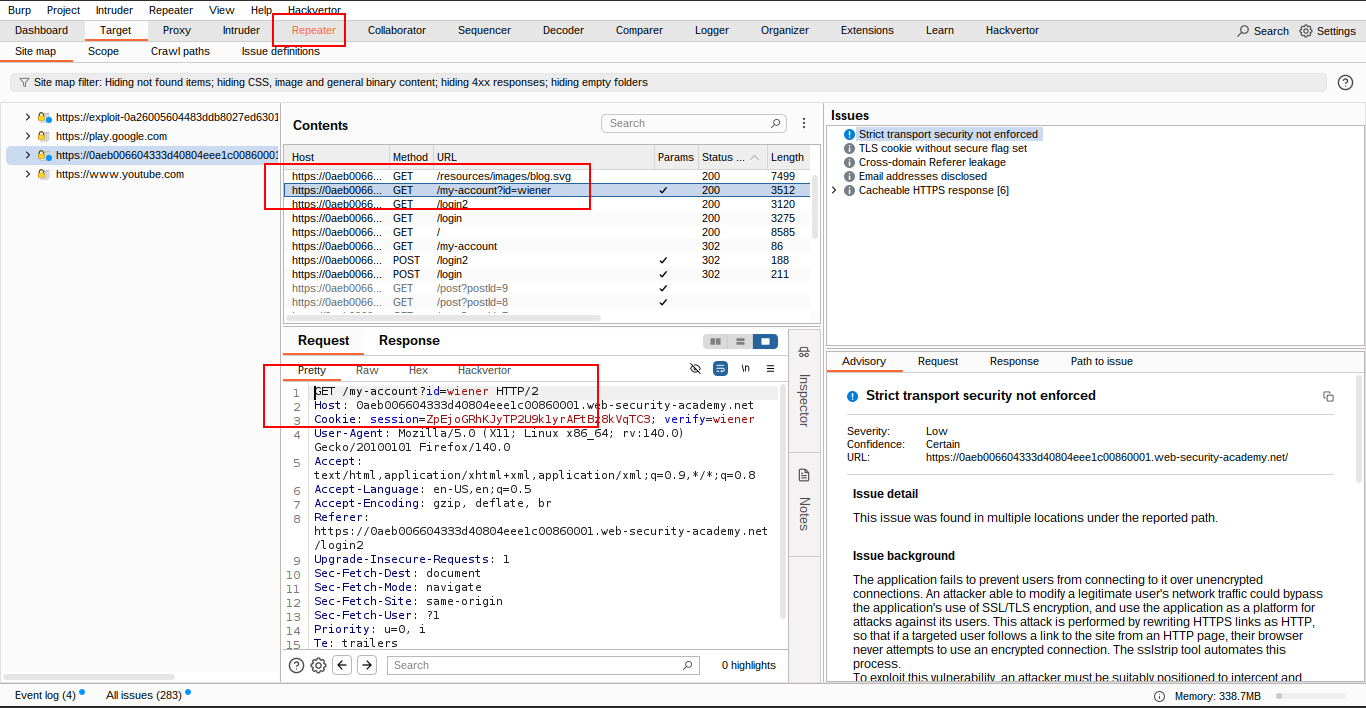 Burp Project Intruder Repeater View Help Hackvertor
Dashboard Target Proxy Intruder Repeater Collaborator Sequencer Decoder Comparer Logger Organizer Extensions Learn Hackvertor Search Settings
Site map Scope Crawl paths Issue definitions
Site map filter: Hiding not found items; hiding CSS, image and general binary content; hiding 4xx responses; hiding empty folders
https://exploit-0a26005604483ddb8027ed6301
https://play.google.com
https://0aeb006604333d40804eee1c00860001
https://www.youtube.com
Contents
Search
Host Method URL Params Status ... Length
https://0aeb0066... GET /resources/images/blog.svg 200 7499
https://0aeb0066... GET /my-account?id=wiener ✓ 200 3512
https://0aeb0066... GET /login2 200 3120
https://0aeb0066... GET /login 200 3275
https://0aeb0066... GET / 200 8585
https://0aeb0066... GET /my-account 302 86
https://0aeb0066... POST /login2 ✓ 302 188
https://0aeb0066... POST /login ✓ 302 211
https://0aeb0066... GET /post?postId=9 ✓
https://0aeb0066... GET /post?postId=8 ✓
Request Response
Pretty Raw Hex Hackvertor \n
1 GET /my-account?id=wiener HTTP/2
2 Host: 0aeb006604333d40804eee1c00860001.web-security-academy.net
3 Cookie: session=ZpEjoGRhKJyTP2U9k1yrAFtBz8kVqTC3; verify=wiener
4 User-Agent: Mozilla/5.0 (X11; Linux x86_64; rv:140.0)
Gecko/20100101 Firefox/140.0
5 Accept:
text/html,application/xhtml+xml,application/xml;q=0.9,*/*;q=0.8
6 Accept-Language: en-US,en;q=0.5
7 Accept-Encoding: gzip, deflate, br
8 Referer:
https://0aeb006604333d40804eee1c00860001.web-security-academy.net
/login2
9 Upgrade-Insecure-Requests: 1
10 Sec-Fetch-Dest: document
11 Sec-Fetch-Mode: navigate
12 Sec-Fetch-Site: same-origin
13 Sec-Fetch-User: ?1
14 Priority: u=0, i
15 Te: trailers
Search 0 highlights
Inspector
Notes
Issues
Strict transport security not enforced
TLS cookie without secure flag set
Cross-domain Referer leakage
Email addresses disclosed
Cacheable HTTPS response [6]
Advisory Request Response Path to issue
Strict transport security not enforced
Severity: Low
Confidence: Certain
URL: https://0aeb006604333d40804eee1c00860001.web-security-academy.net/
Issue detail
This issue was found in multiple locations under the reported path.
Issue background
The application fails to prevent users from connecting to it over unencrypted
connections. An attacker able to modify a legitimate user's network traffic could bypass
the application's use of SSL/TLS encryption, and use the application as a platform for
attacks against its users. This attack is performed by rewriting HTTPS links as HTTP,
so that if a targeted user follows a link to the site from an HTTP page, their browser
never attempts to use an encrypted connection. The sslstrip tool automates this
process.
To exploit this vulnerability, an attacker must be suitably positioned to intercept and
Event log (4) All issues (283) Memory: 338.7MB